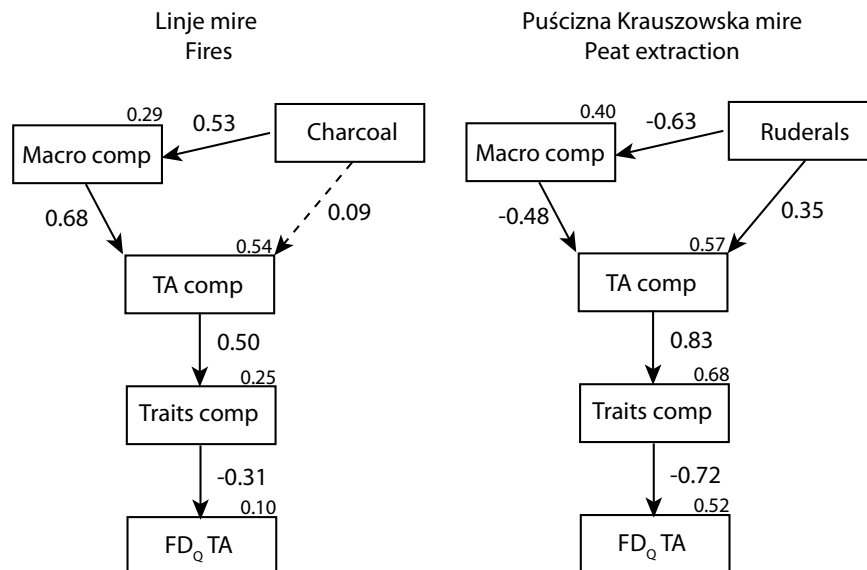 Linje mire
Fires
0.29
0.53
Charcoal
Macro comp
0.68
0.09
0.54
TA comp
0.50
0.25
Traits comp
-0.31
0.10
FDQ TA
Puścizna Krauszowska mire
Peat extraction
0.40
-0.63
Ruderals
Macro comp
-0.48
0.35
0.57
TA comp
0.83
0.68
Traits comp
-0.72
0.52
FDQ TA